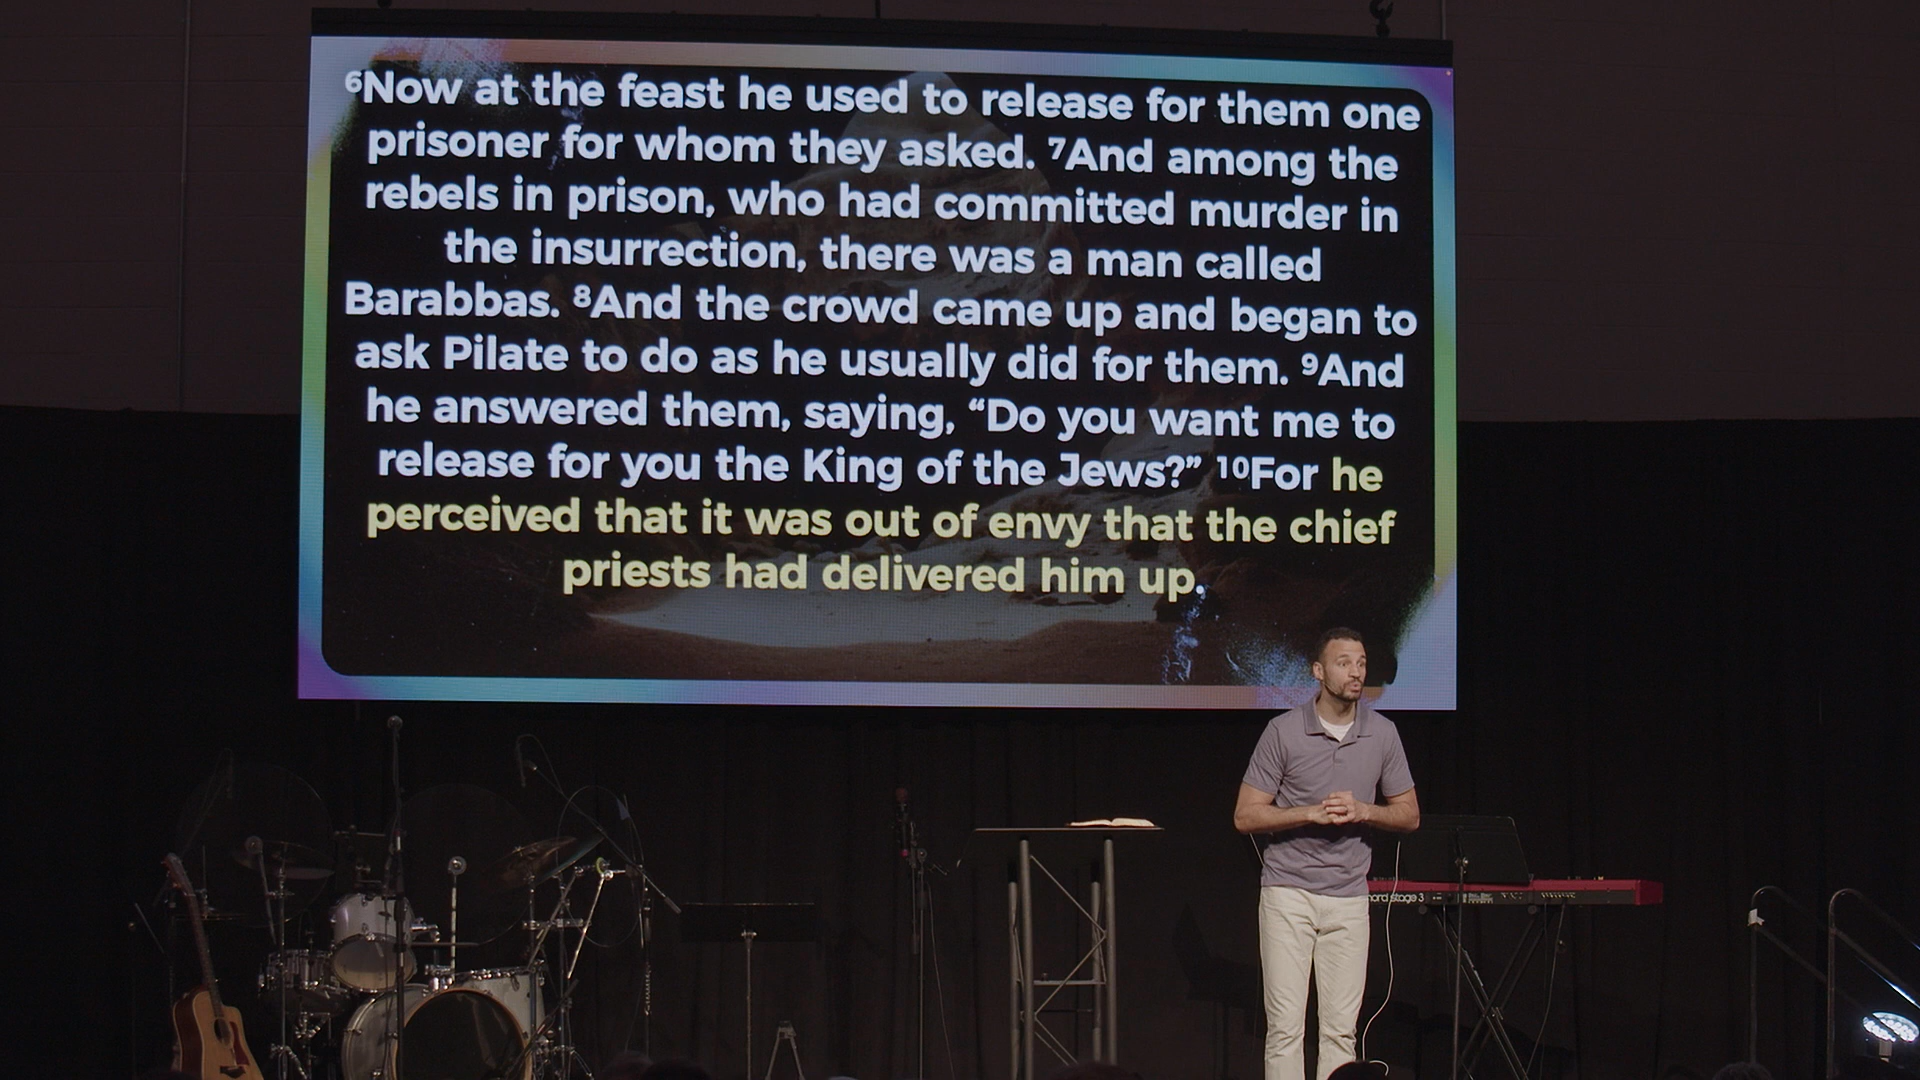 ⁶Now at the feast he used to release for them one
prisoner for whom they asked. ⁷And among the
rebels in prison, who had committed murder in
the insurrection, there was a man called
Barabbas. ⁸And the crowd came up and began to
ask Pilate to do as he usually did for them. ⁹And
he answered them, saying, “Do you want me to
release for you the King of the Jews?” ¹⁰For he
perceived that it was out of envy that the chief
priests had delivered him up.
nord stage 3